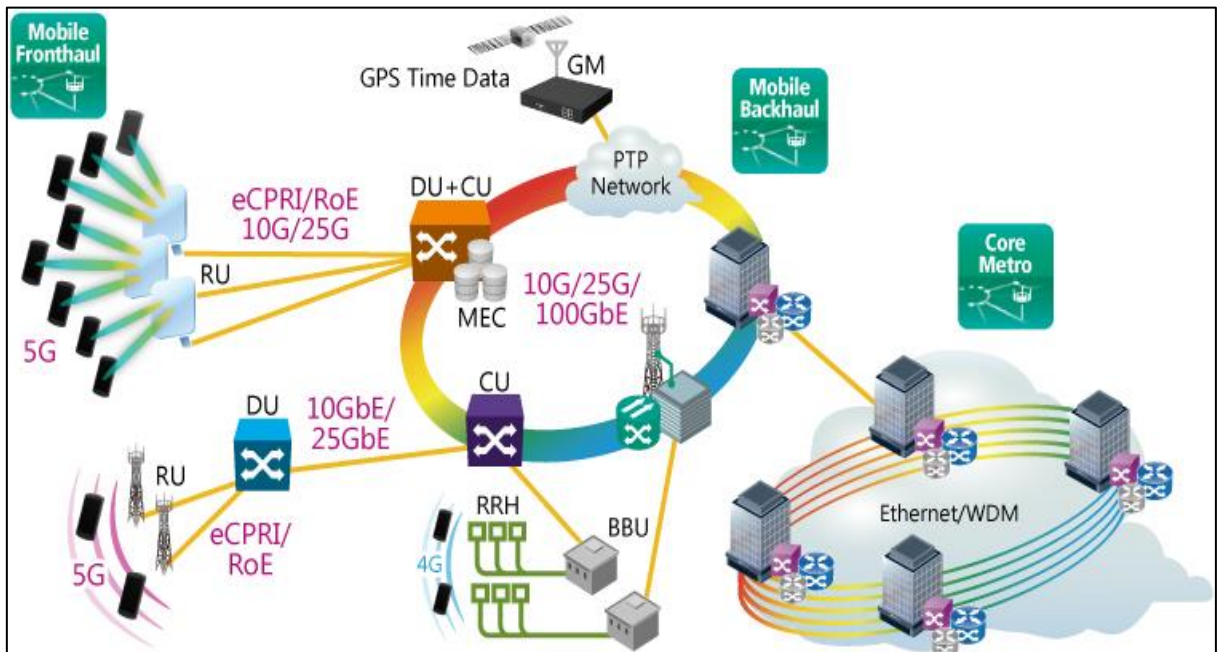 Mobile
Fronthaul
GPS Time Data
GM
Mobile
Backhaul
PTP
Network
DU+CU
eCPRI/RoE
10G/25G
RU
MEC
10G/25G/
100GbE
Core
Metro
5G
CU
DU
10GbE/
25GbE
RU
eCPRI/
RoE
5G
RRH
4G
BBU
Ethernet/WDM